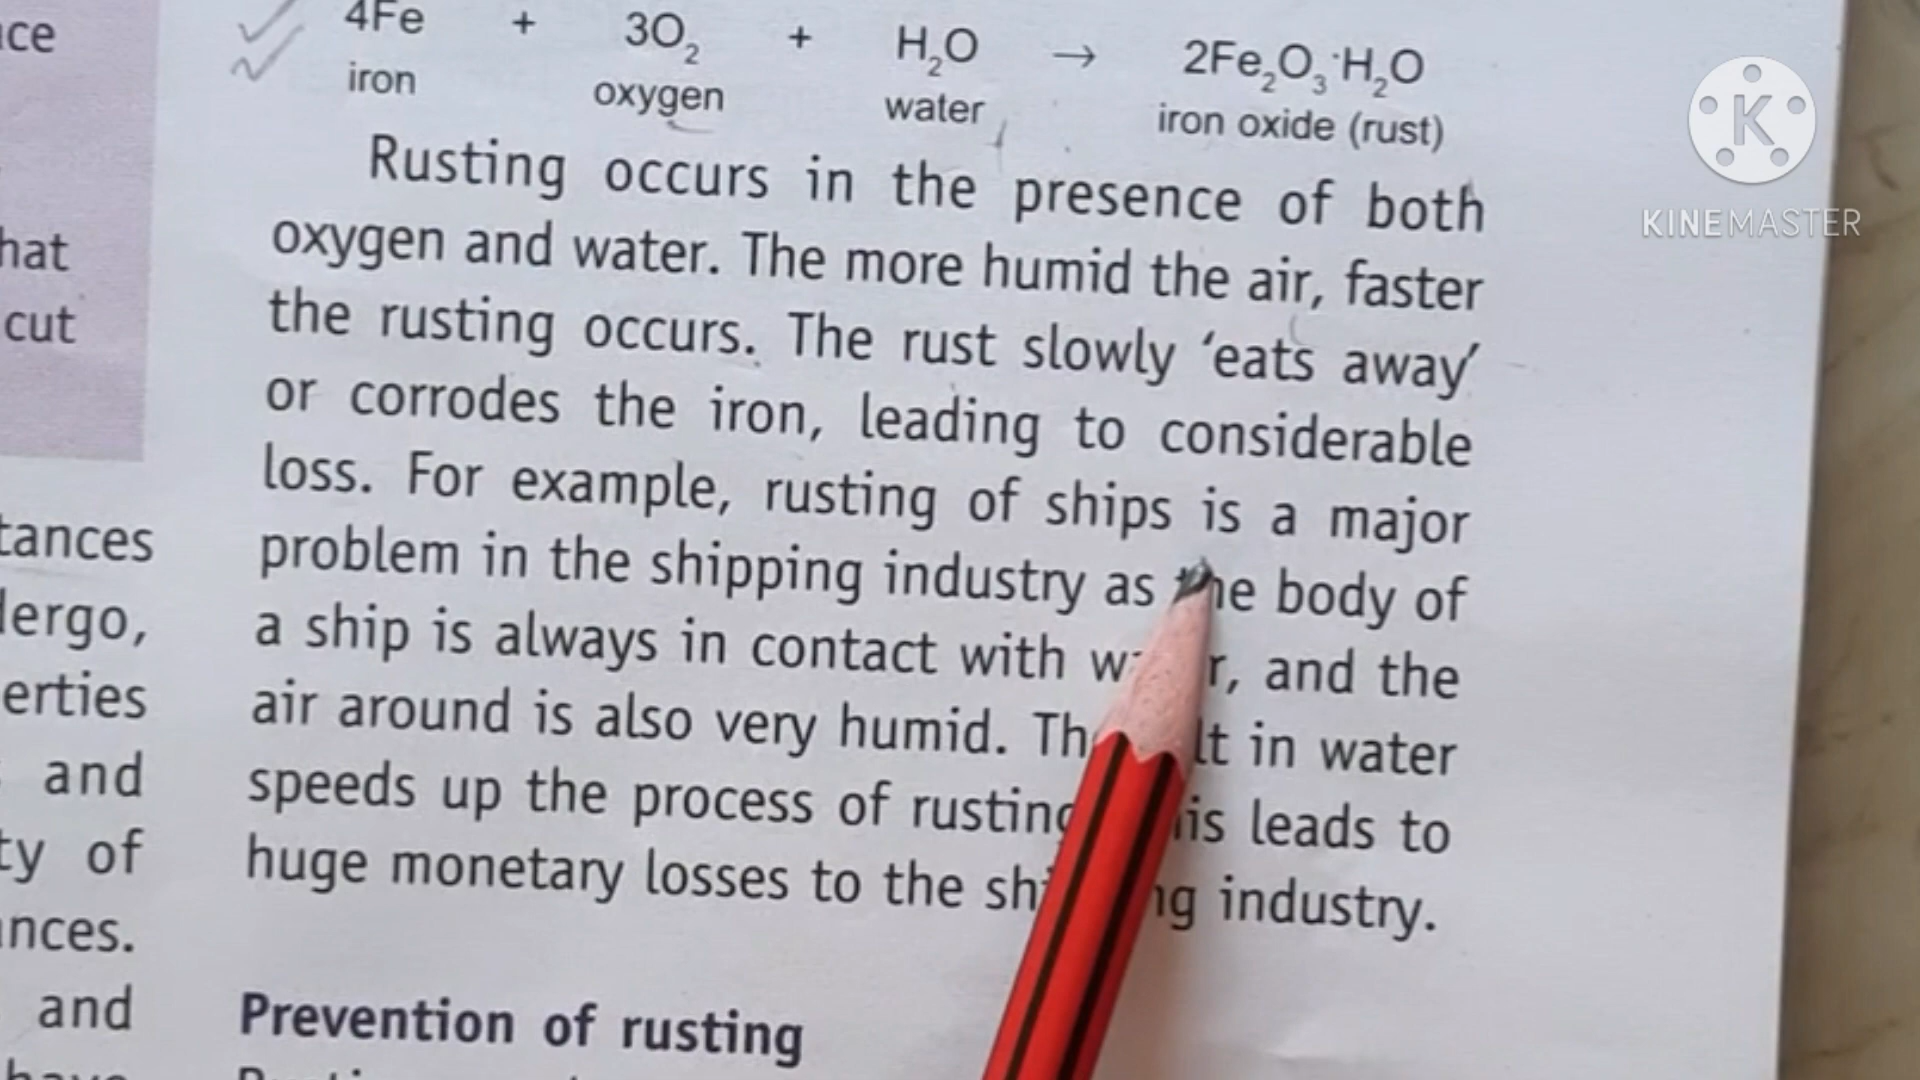 4Fe + 3O₂ + H₂O → 2Fe₂O₃·H₂O
iron oxygen water iron oxide (rust)
Rusting occurs in the presence of both
oxygen and water. The more humid the air, faster
the rusting occurs. The rust slowly ‘eats away’
or corrodes the iron, leading to considerable
loss. For example, rusting of ships is a major
problem in the shipping industry as the body of
a ship is always in contact with water, and the
air around is also very humid. The salt in water
speeds up the process of rusting. This leads to
huge monetary losses to the shipping industry.
Prevention of rusting
hat
cut
dergo,
and
ty of
and
K
KINEMASTER